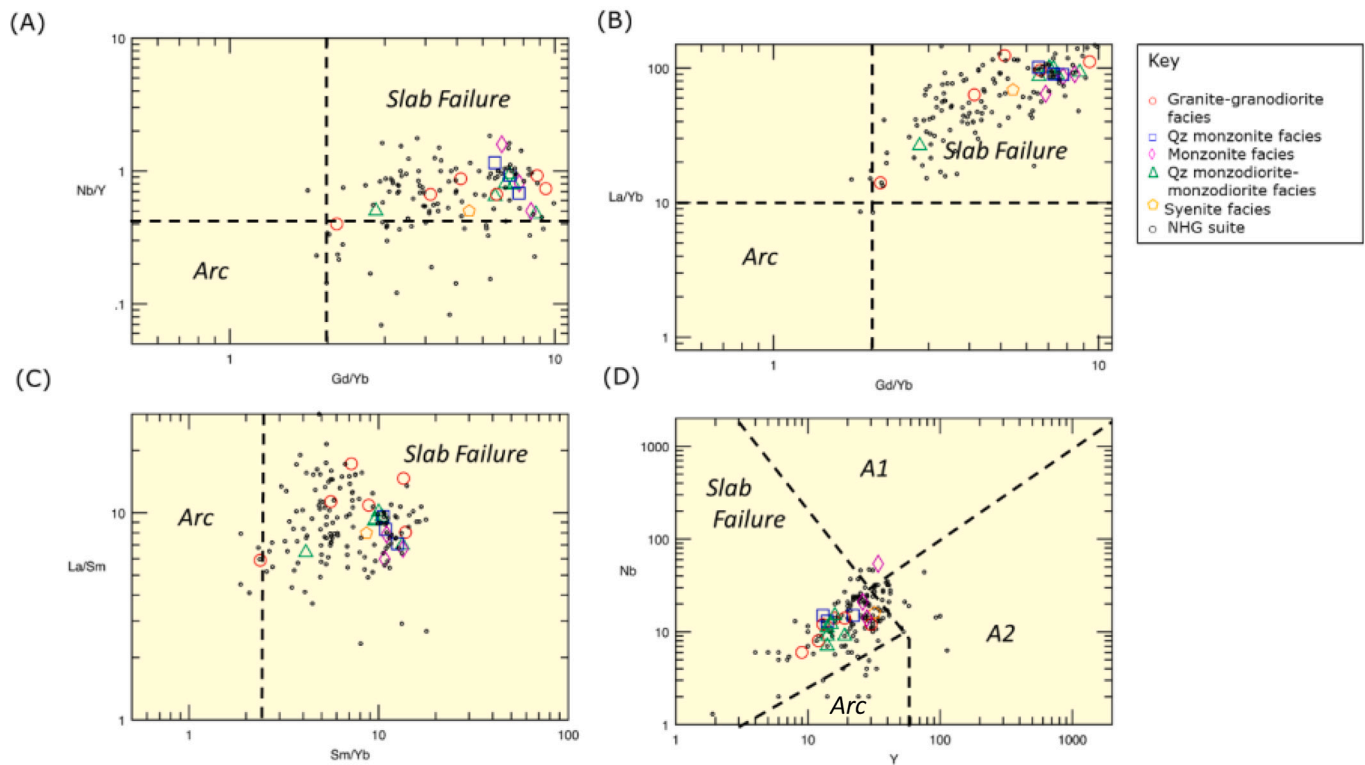 (A)
10
Slab Failure
Nb/Y
1
Arc
.1
1
10
Gd/Yb
(B)
100
Slab Failure
La/Yb
10
Arc
1
1
10
Gd/Yb
Key
Granite-granodiorite
facies
Qz monzonite facies
Monzonite facies
Qz monzodiorite-
monzodiorite facies
Syenite facies
NHG suite
(C)
Slab Failure
Arc
10
La/Sm
1
1
10
100
Sm/Yb
(D)
1000
A1
Slab
Failure
100
Nb
10
A2
Arc
1
1
10
100
1000
Y